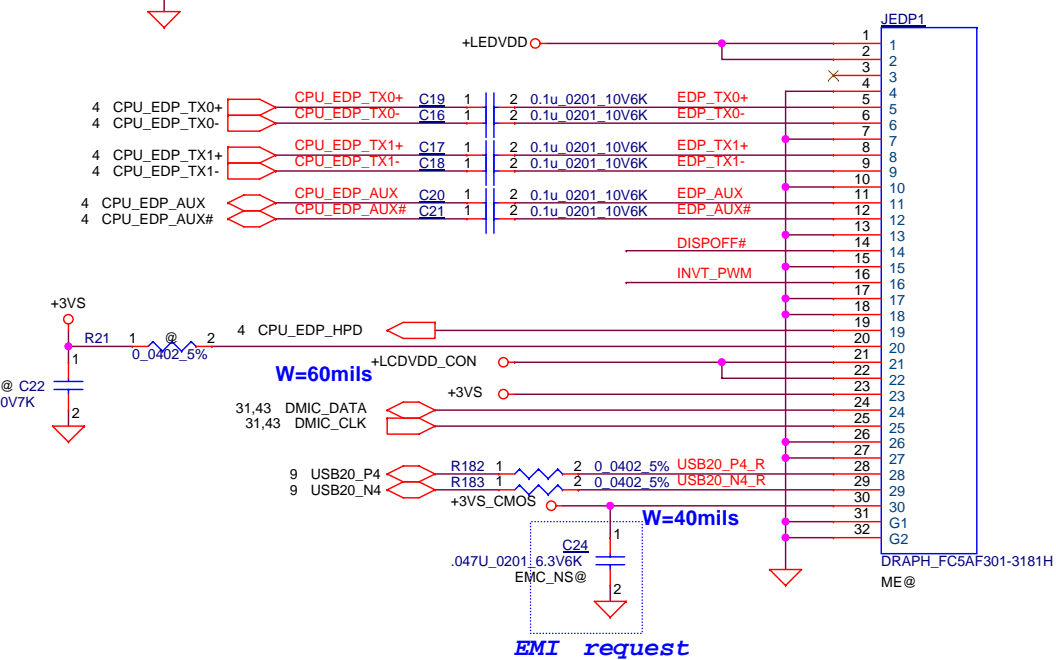 JEDP1
+LEDVDD 1 1
2 2
3 3
4 4
4 CPU_EDP_TX0+ CPU_EDP_TX0+ C19 1 2 0.1u_0201_10V6K EDP_TX0+ 5 5
4 CPU_EDP_TX0- CPU_EDP_TX0- C16 1 2 0.1u_0201_10V6K EDP_TX0- 6 6
7 7
4 CPU_EDP_TX1+ CPU_EDP_TX1+ C17 1 2 0.1u_0201_10V6K EDP_TX1+ 8 8
4 CPU_EDP_TX1- CPU_EDP_TX1- C18 1 2 0.1u_0201_10V6K EDP_TX1- 9 9
10 10
4 CPU_EDP_AUX CPU_EDP_AUX C20 1 2 0.1u_0201_10V6K EDP_AUX 11 11
4 CPU_EDP_AUX# CPU_EDP_AUX# C21 1 2 0.1u_0201_10V6K EDP_AUX# 12 12
13 13
DISPOFF# 14 14
15 15
INVT_PWM 16 16
17 17
+3VS 18 18
4 CPU_EDP_HPD 19 19
R21 1 @ 2 20 20
0_0402_5%
1 +LCDVDD_CON 21 21
W=60mils 22 22
@ C22 +3VS 23 23
0V7K
2 31,43 DMIC_DATA 24 24
31,43 DMIC_CLK 25 25
26 26
27 27
9 USB20_P4 R182 1 2 0_0402_5% USB20_P4_R 28 28
9 USB20_N4 R183 1 2 0_0402_5% USB20_N4_R 29 29
+3VS_CMOS 30 30
W=40mils 31 G1
1 32 G2
C24
.047U_0201_6.3V6K DRAPH_FC5AF301-3181H
EMC_NS@ ME@
2
EMI request